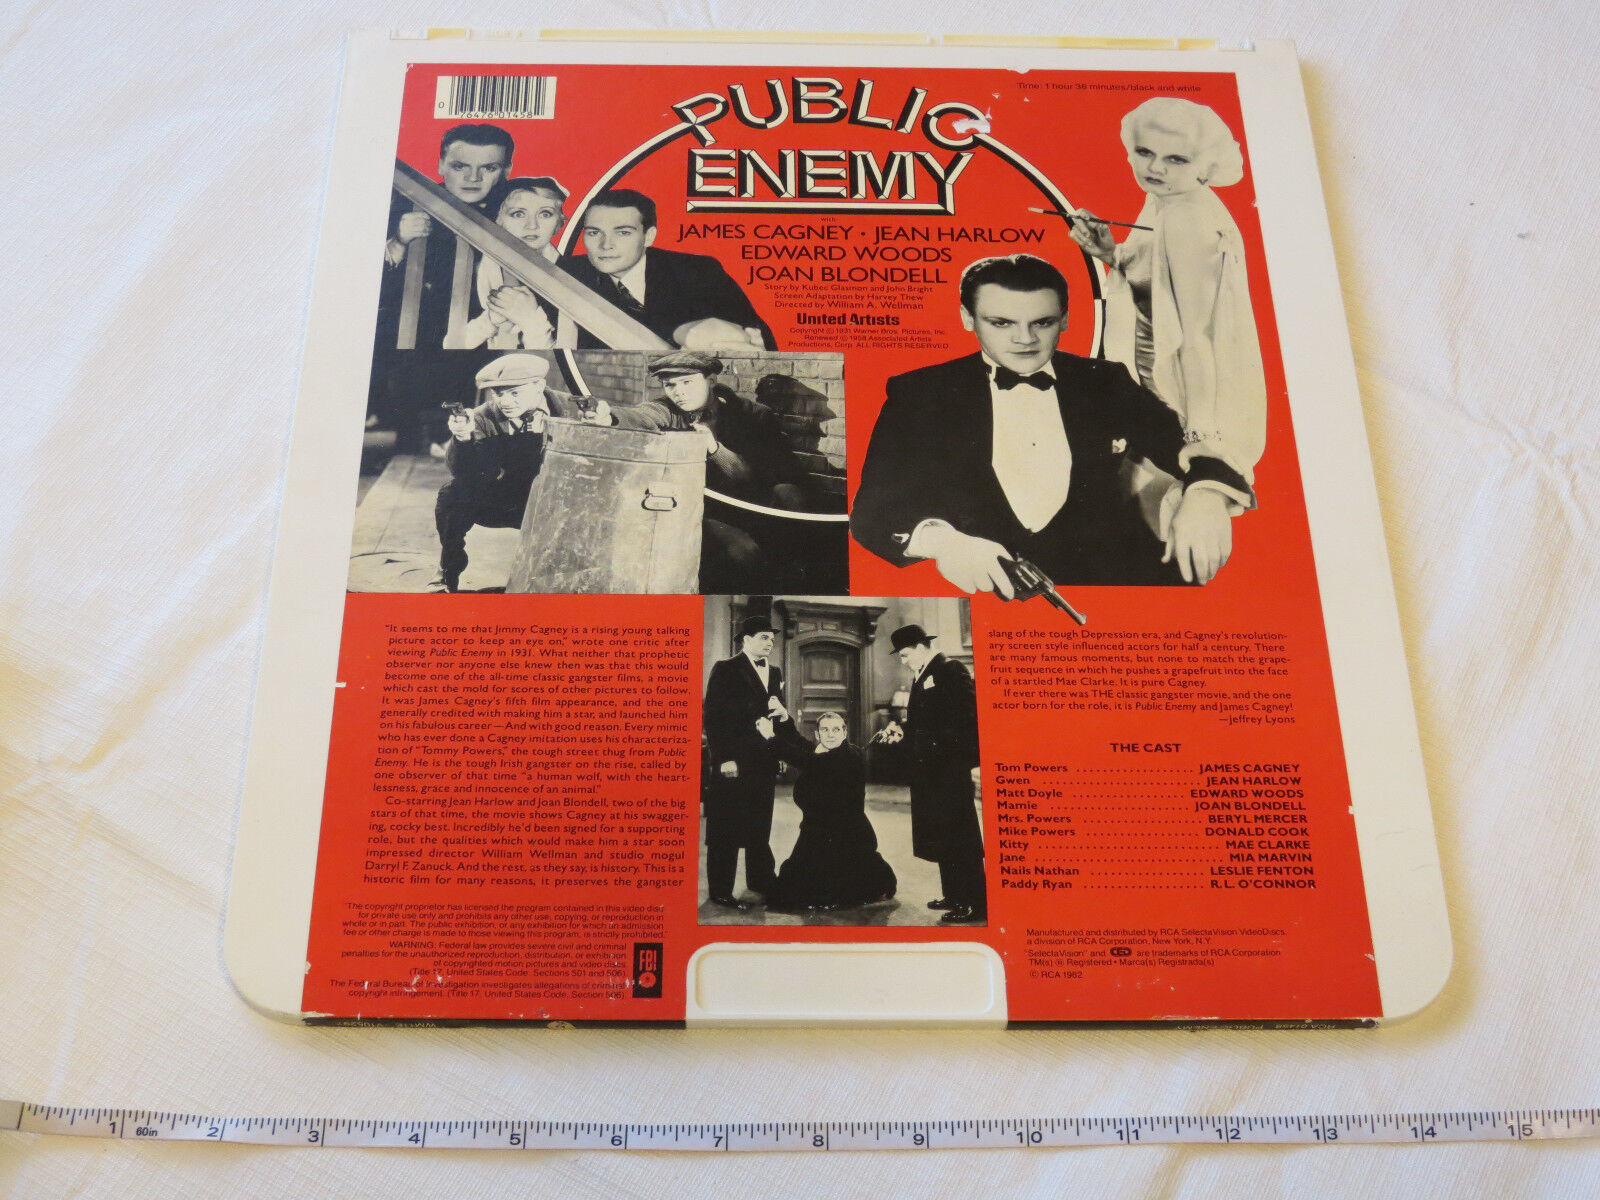 0
76476 01458
PUBLIC
ENEMY
Time: 1 hour 36 minutes/black and white
with
JAMES CAGNEY • JEAN HARLOW
EDWARD WOODS
JOAN BLONDELL
Story by Kubec Glasmon and John Bright
Screen Adaptation by Harvey Thew
Directed by William A. Wellman
United Artists
Copyright © 1931 Warner Bros. Pictures, Inc.
Renewed © 1958 Associated Artists
Productions, Corp. ALL RIGHTS RESERVED.
"It seems to me that Jimmy Cagney is a rising young talking
picture actor to keep an eye on," wrote one critic after
viewing Public Enemy in 1931. What neither that prophetic
observer nor anyone else knew then was that this would
become one of the all-time classic gangster films, a movie
which cast the mold for scores of other pictures to follow.
It was James Cagney's fifth film appearance, and the one
generally credited with making him a star, and launched him
on his fabulous career—And with good reason. Every mimic
who has ever done a Cagney imitation uses his characteriza-
tion of "Tommy Powers," the tough street thug from Public
Enemy. He is the tough Irish gangster on the rise, called by
one observer of that time "a human wolf, with the heart-
lessness, grace and innocence of an animal."
Co-starring Jean Harlow and Joan Blondell, two of the big
stars of that time, the movie shows Cagney at his swagger-
ing, cocky best. Incredibly he'd been signed for a supporting
role, but the qualities which would make him a star soon
impressed director William Wellman and studio mogul
Darryl F. Zanuck. And the rest, as they say, is history. This is a
historic film for many reasons, it preserves the gangster
slang of the tough Depression era, and Cagney's revolution-
ary screen style influenced actors for half a century. There
are many famous moments, but none to match the grape-
fruit sequence in which he pushes a grapefruit into the face
of a startled Mae Clarke. It is pure Cagney.
If ever there was THE classic gangster movie, and the one
actor born for the role, it is Public Enemy and James Cagney!
—Jeffrey Lyons
THE CAST
Tom Powers .................. JAMES CAGNEY
Gwen .................. JEAN HARLOW
Matt Doyle .................. EDWARD WOODS
Mamie .................. JOAN BLONDELL
Mrs. Powers .................. BERYL MERCER
Mike Powers .................. DONALD COOK
Kitty .................. MAE CLARKE
Jane .................. MIA MARVIN
Nails Nathan .................. LESLIE FENTON
Paddy Ryan .................. R.L. O'CONNOR
"The copyright proprietor has licensed the program contained in this video disc
for private use only and prohibits any other use, copying, or reproduction in
whole or in part. The public exhibition, or any exhibition for which an admission
fee or other charge is made to those viewing this program, is strictly prohibited."
WARNING: Federal law provides severe civil and criminal
penalties for the unauthorized reproduction, distribution, or exhibition
of copyrighted motion pictures and video discs
(Title 17, United States Code, Sections 501 and 506).
The Federal Bureau of Investigation investigates allegations of criminal
copyright infringement. (Title 17, United States Code, Section 506).
FBI
Manufactured and distributed by RCA SelectaVision VideoDiscs,
a division of RCA Corporation, New York, N.Y.
"SelectaVision" and CED are trademarks of RCA Corporation
TM(s) ® Registered • Marca(s) Registrada(s)
© RCA 1982
RCA 01458 PUBLIC ENEMY
1 2 3 4 5 6 7 8 9 10 11 12 13 14 15
60in